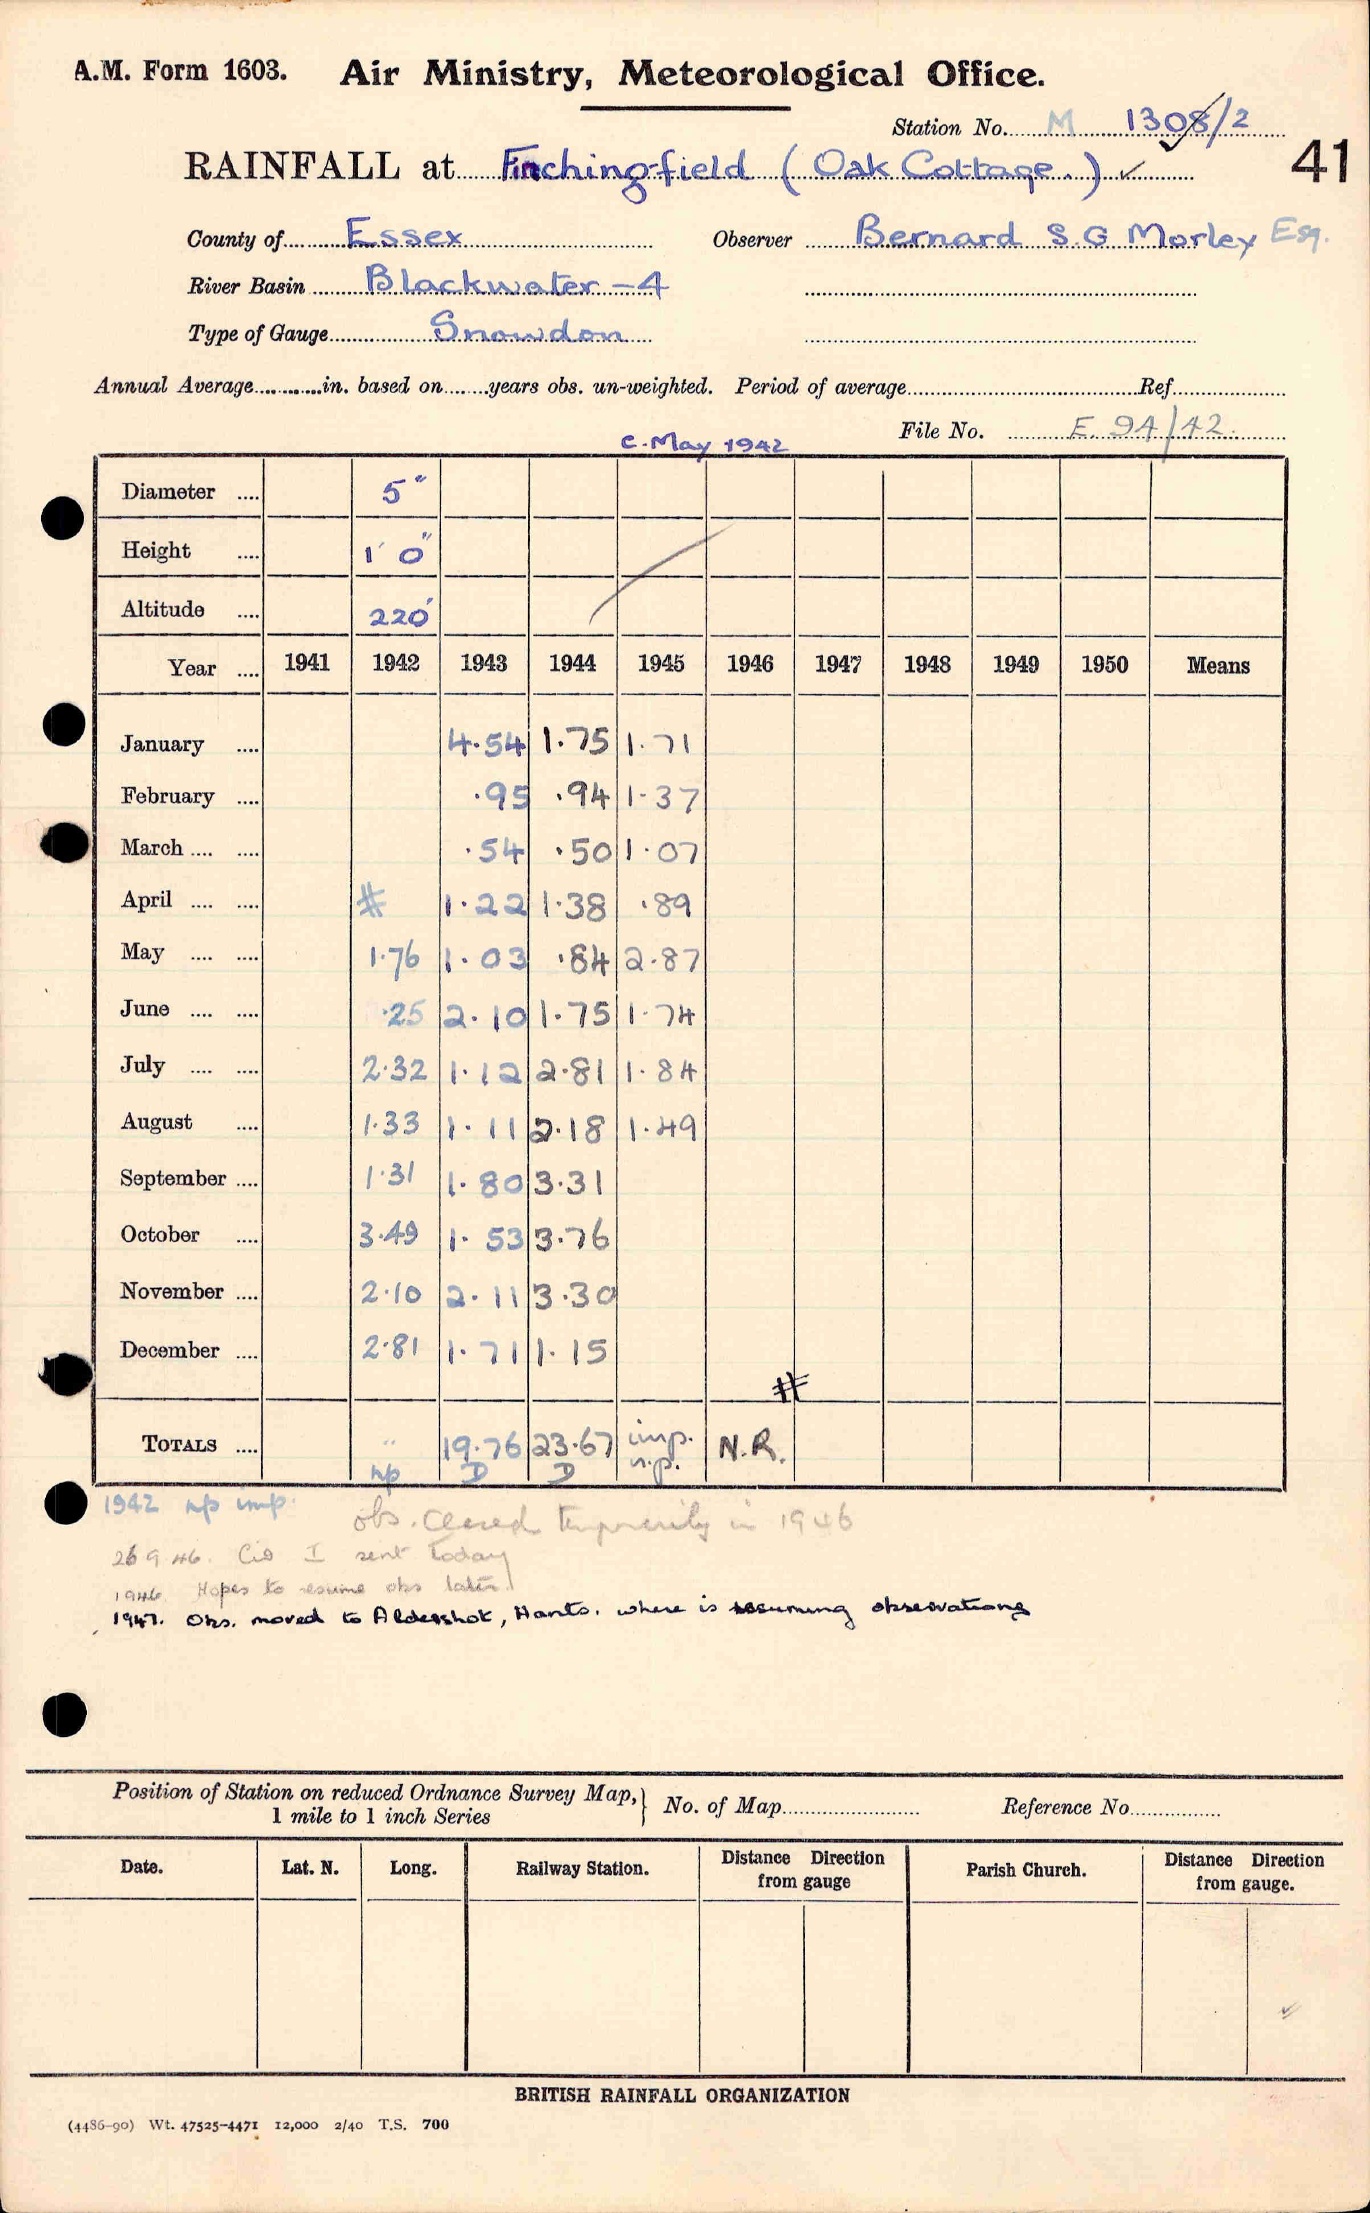 A.M. Form 1603. Air Ministry, Meteorological Office.
Station No. M 1308/2
RAINFALL at Finchingfield (Oak Cottage.) ✓
41
County of Essex Observer Bernard S.G Morley Esq.
River Basin Blackwater - 4
Type of Gauge Snowdon
Annual Average in. based on years obs. un-weighted. Period of average Ref
File No. E. 94/42.
c. May 1942
Diameter 5"
Height 1' 0"
Altitude 220'
Year 1941 1942 1943 1944 1945 1946 1947 1948 1949 1950 Means
January 4.54 1.75 1.71
February .95 .94 1.37
March .54 .50 1.07
April # 1.22 1.38 .89
May 1.76 1.03 .84 2.87
June .25 2.10 1.75 1.74
July 2.32 1.12 2.81 1.84
August 1.33 1.11 2.18 1.49
September 1.31 1.80 3.31
October 3.49 1.53 3.76
November 2.10 2.11 3.30
December 2.81 1.71 1.15
#
TOTALS 19.76 23.67 imp. N.R.
np D D n.p.
1942 np imp.
obs. ceased temporarily in 1946
26 9 46. I sent today
1946 Hopes to resume obs later
1947. Obs. moved to Aldershot, Hants. where is resuming observations
Position of Station on reduced Ordnance Survey Map, } No. of Map Reference No.
1 mile to 1 inch Series
Date. Lat. N. Long. Railway Station. Distance Direction from gauge Parish Church. Distance Direction from gauge.
BRITISH RAINFALL ORGANIZATION
(4486-90) Wt. 47525-4471 12,000 2/40 T.S. 700